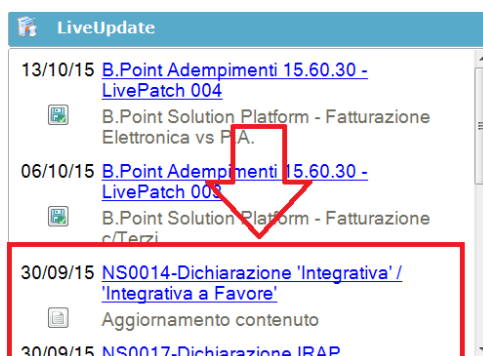 LiveUpdate
13/10/15 B.Point Adempimenti 15.60.30 -
LivePatch 004
B.Point Solution Platform - Fatturazione
Elettronica vs P.A.
06/10/15 B.Point Adempimenti 15.60.30 -
LivePatch 003
B.Point Solution Platform - Fatturazione
c/Terzi
30/09/15 NS0014-Dichiarazione 'Integrativa' /
'Integrativa a Favore'
Aggiornamento contenuto
30/09/15 NS0017-Dichiarazione IRAP